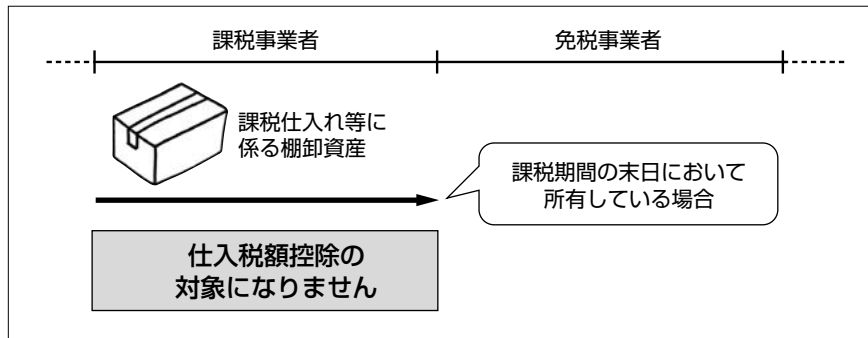 課税事業者
免税事業者
課税仕入れ等に
係る棚卸資産
課税期間の末日において
所有している場合
仕入税額控除の
対象になりません